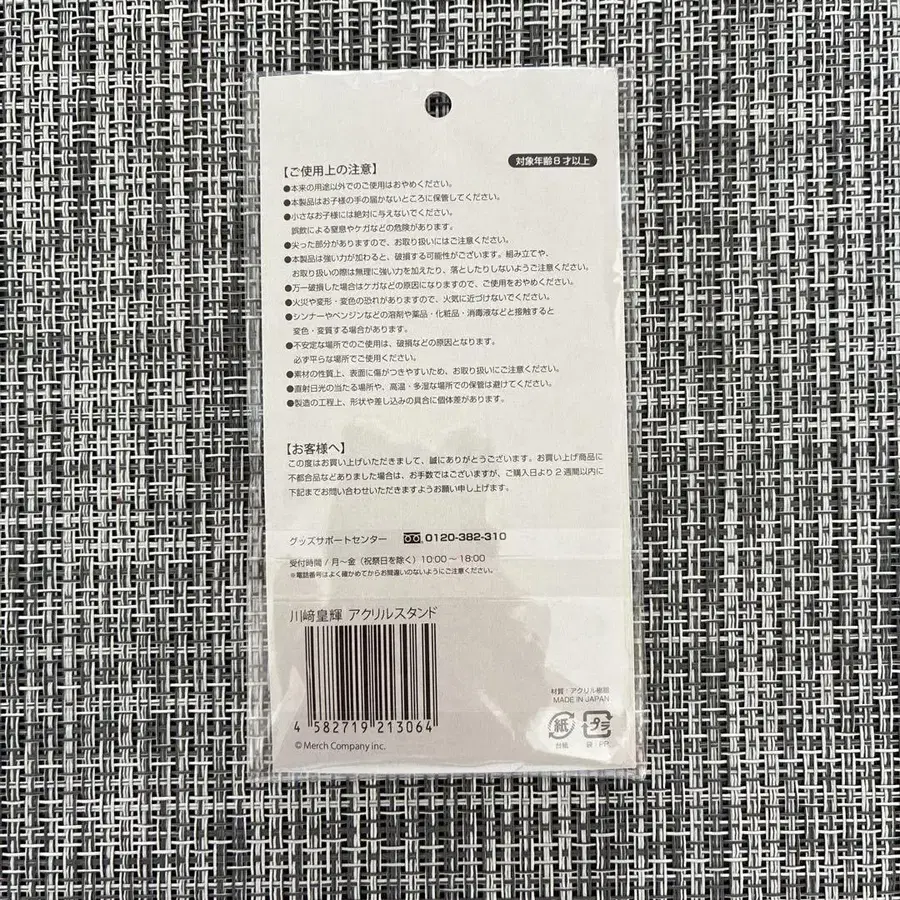 対象年齢8才以上
【ご使用上の注意】
●本来の用途以外でのご使用はおやめください。
●本製品はお子様の手の届かないところに保管してください。
●小さなお子様には絶対に与えないでください。
誤飲による窒息やケガなどの危険があります。
●尖った部分がありますので、お取り扱いにはご注意ください。
●本製品は強い力が加わると、破損する可能性がございます。組み立てや、
お取り扱いの際は無理に強い力を加えたり、落としたりしないようご注意ください。
●万一破損した場合はケガなどの原因になりますので、ご使用をおやめください。
●火災や変形・変色の恐れがありますので、火気に近づけないでください。
●シンナーやベンジンなどの溶剤や薬品・化粧品・消毒液などと接触すると
変色・変質する場合があります。
●不安定な場所でのご使用は、破損などの原因となります。
必ず平らな場所でご使用ください。
●素材の性質上、表面に傷がつきやすいため、お取り扱いにご注意ください。
●直射日光の当たる場所や、高温・多湿な場所での保管は避けてください。
●製造の工程上、形状や差し込みの具合に個体差があります。
【お客様へ】
この度はお買い上げいただきまして、誠にありがとうございます。お買い上げ商品に
不都合品などありました場合は、お手数ではございますが、ご購入日より2週間以内に
下記までお問い合わせいただきますようお願い申し上げます。
グッズサポートセンター 0120-382-310
受付時間/月～金(祝祭日を除く)10:00～18:00
※電話番号はよく確かめてからお間違いのないようにご注意ください。
川﨑皇輝 アクリルスタンド
4 582719 213064
© Merch Company inc.
材質:アクリル樹脂
MADE IN JAPAN
紙 プラ
台紙 袋:PP